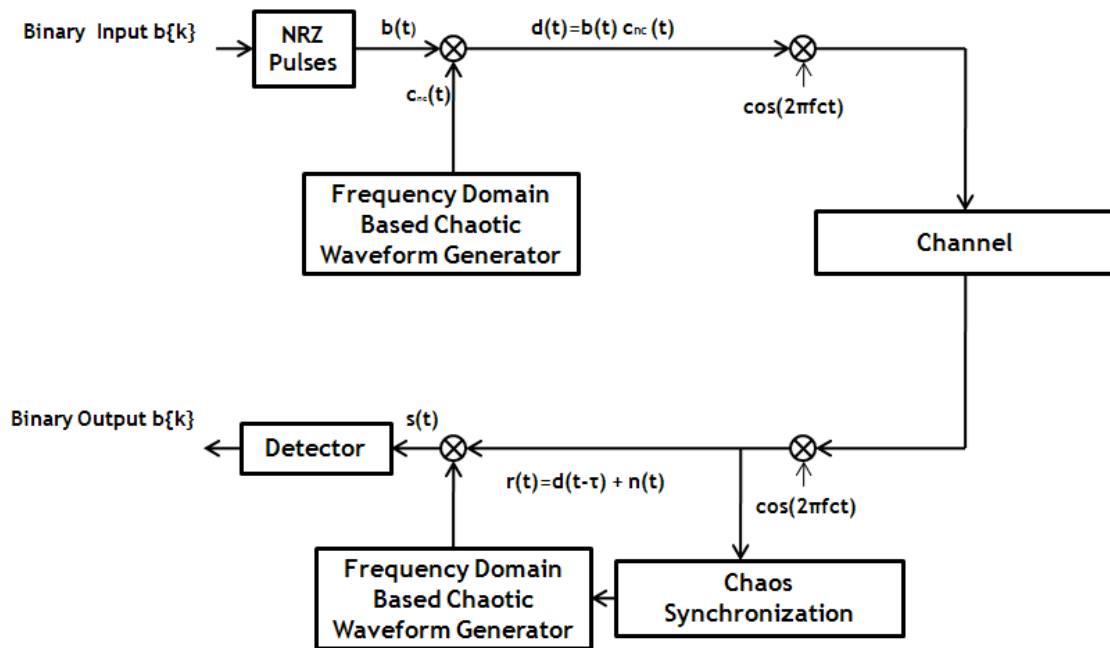 Binary Input b{k}
NRZ
Pulses
b(t)
d(t)=b(t) cnc (t)
cnc(t)
cos(2πfct)
Frequency Domain
Based Chaotic
Waveform Generator
Channel
Binary Output b{k}
Detector
s(t)
r(t)=d(t-τ) + n(t)
cos(2πfct)
Frequency Domain
Based Chaotic
Waveform Generator
Chaos
Synchronization